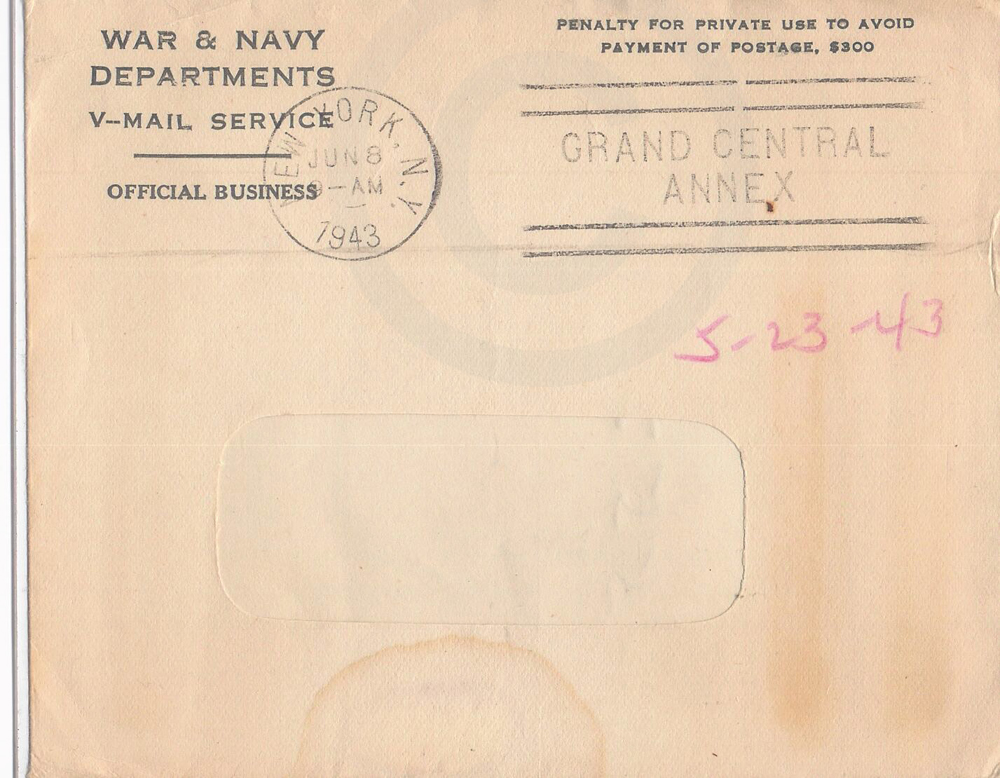 WAR & NAVY
DEPARTMENTS
V-MAIL SERVICE
OFFICIAL BUSINESS
PENALTY FOR PRIVATE USE TO AVOID
PAYMENT OF POSTAGE, $300
NEW YORK, N.Y.
JUN 8
9-AM
1943
GRAND CENTRAL
ANNEX
5-23-43